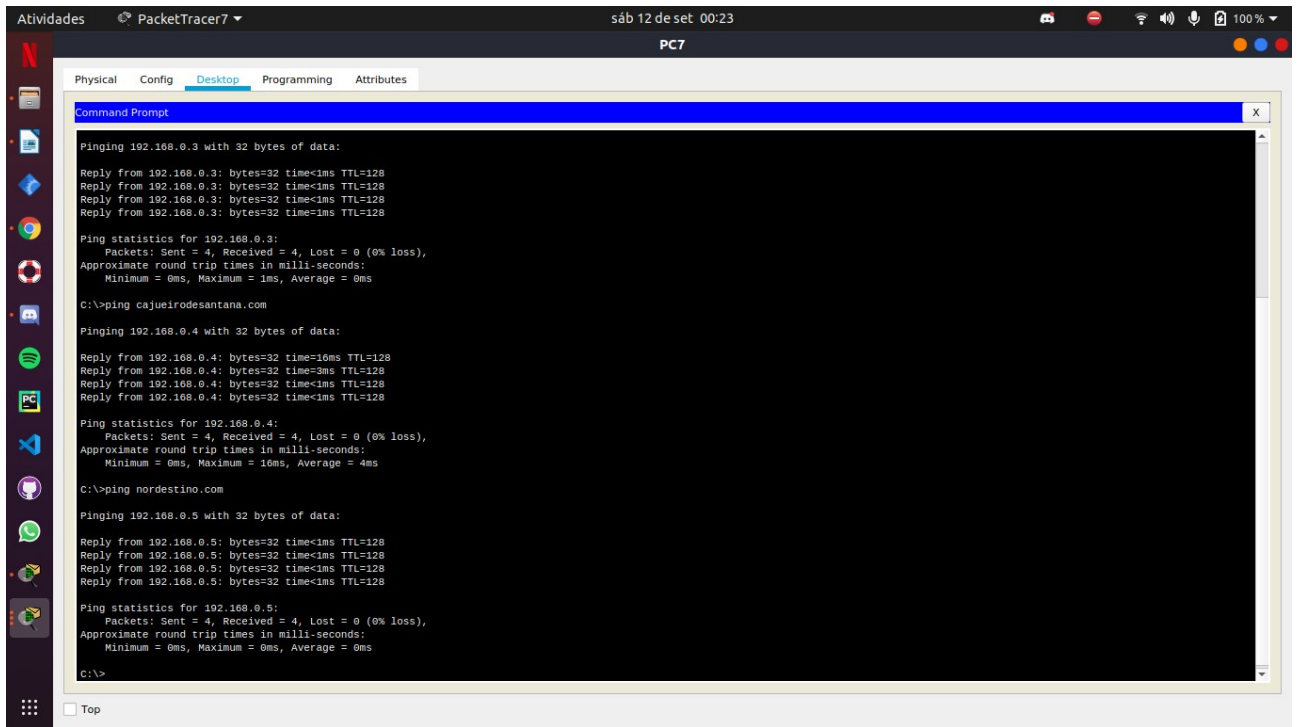 Atividades PacketTracer7 sáb 12 de set 00:23 100 %
PC7
Physical Config Desktop Programming Attributes
Command Prompt X
Pinging 192.168.0.3 with 32 bytes of data:
Reply from 192.168.0.3: bytes=32 time<1ms TTL=128
Reply from 192.168.0.3: bytes=32 time<1ms TTL=128
Reply from 192.168.0.3: bytes=32 time<1ms TTL=128
Reply from 192.168.0.3: bytes=32 time=1ms TTL=128
Ping statistics for 192.168.0.3:
Packets: Sent = 4, Received = 4, Lost = 0 (0% loss),
Approximate round trip times in milli-seconds:
Minimum = 0ms, Maximum = 1ms, Average = 0ms
C:\>ping cajueirodesantana.com
Pinging 192.168.0.4 with 32 bytes of data:
Reply from 192.168.0.4: bytes=32 time=16ms TTL=128
Reply from 192.168.0.4: bytes=32 time=3ms TTL=128
Reply from 192.168.0.4: bytes=32 time<1ms TTL=128
Reply from 192.168.0.4: bytes=32 time<1ms TTL=128
Ping statistics for 192.168.0.4:
Packets: Sent = 4, Received = 4, Lost = 0 (0% loss),
Approximate round trip times in milli-seconds:
Minimum = 0ms, Maximum = 16ms, Average = 4ms
C:\>ping nordestino.com
Pinging 192.168.0.5 with 32 bytes of data:
Reply from 192.168.0.5: bytes=32 time<1ms TTL=128
Reply from 192.168.0.5: bytes=32 time<1ms TTL=128
Reply from 192.168.0.5: bytes=32 time<1ms TTL=128
Reply from 192.168.0.5: bytes=32 time<1ms TTL=128
Ping statistics for 192.168.0.5:
Packets: Sent = 4, Received = 4, Lost = 0 (0% loss),
Approximate round trip times in milli-seconds:
Minimum = 0ms, Maximum = 0ms, Average = 0ms
C:\>
Top